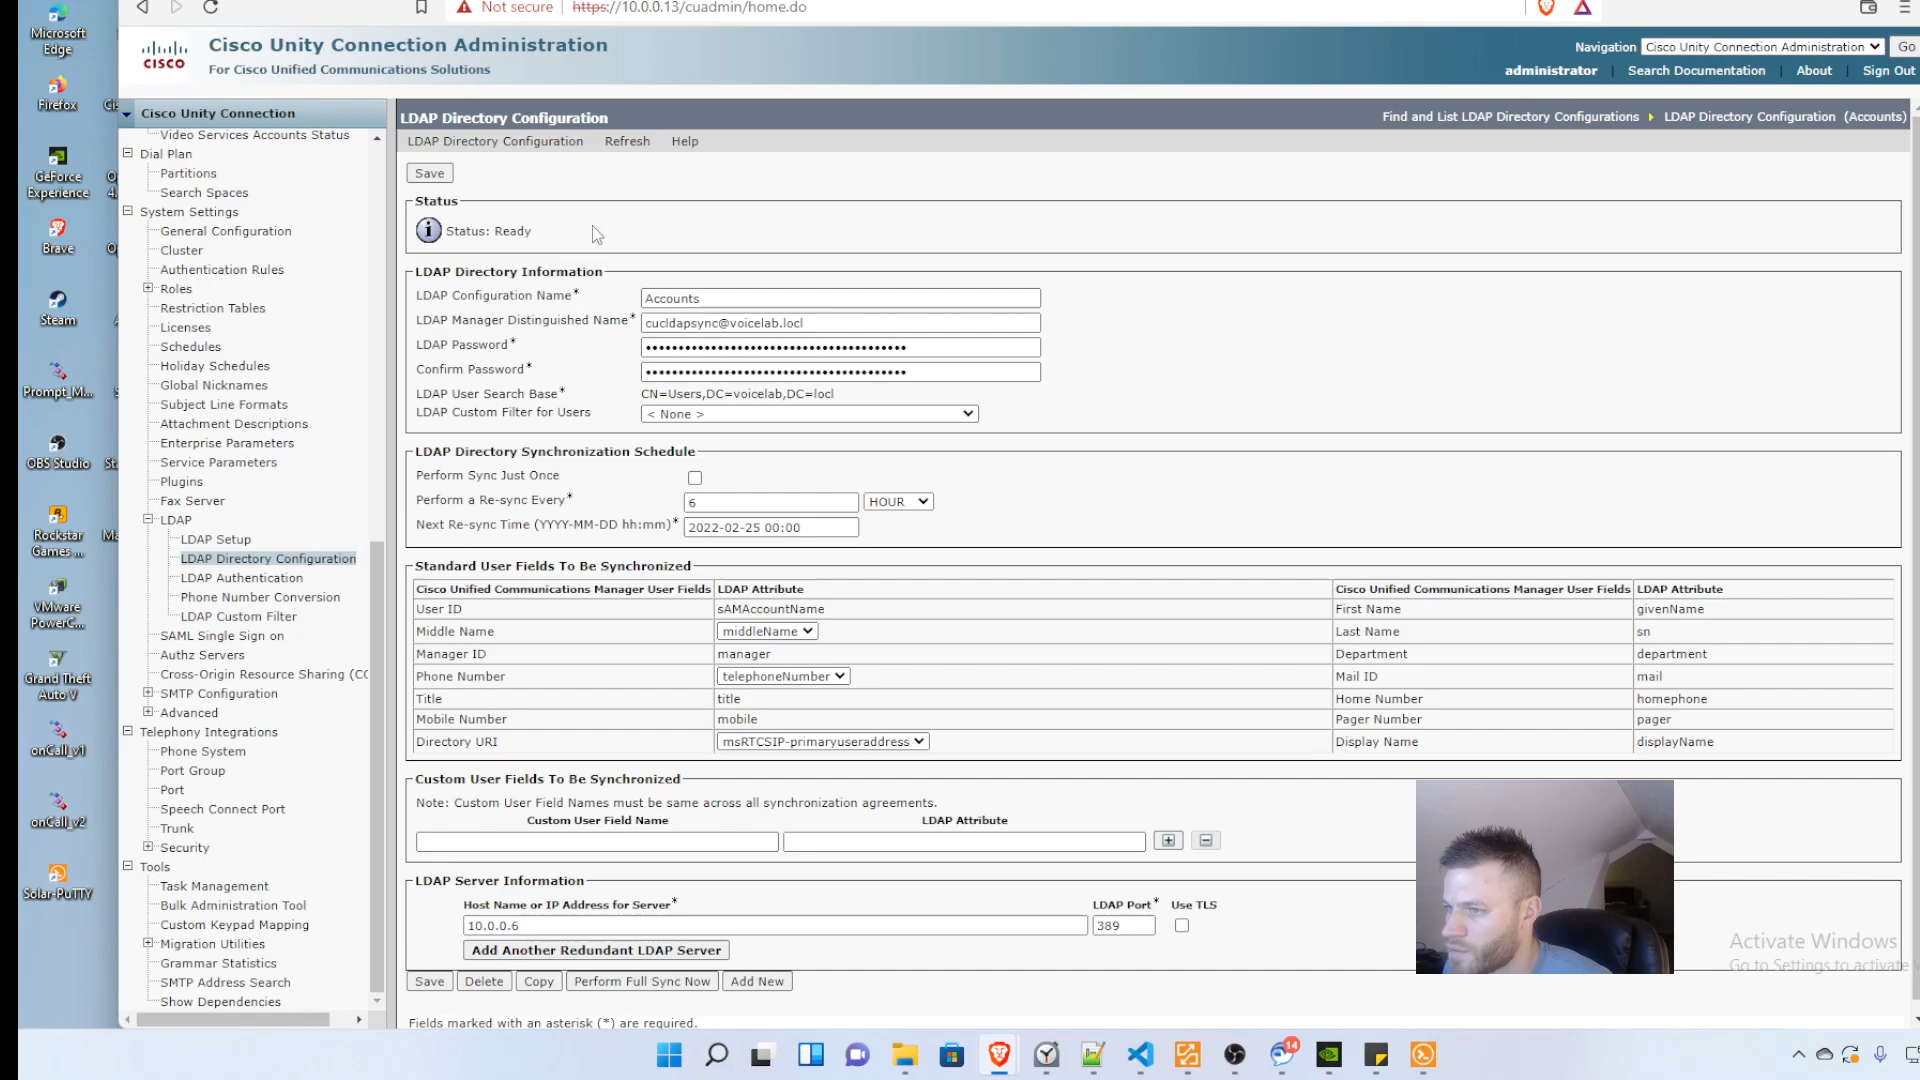 Not secure | https://10.0.0.13/cuadmin/home.do
Microsoft
Edge
Firefox
GeForce
Experience
Brave
Steam
Prompt_M...
OBS Studio
Rockstar
Games ...
VMware
PowerC...
Grand Theft
Auto V
onCall_v1
onCall_v2
Solar-PuTTY
CISCO
Cisco Unity Connection Administration
For Cisco Unified Communications Solutions
Navigation Cisco Unity Connection Administration Go
administrator | Search Documentation | About | Sign Out
Cisco Unity Connection
Video Services Accounts Status
Dial Plan
Partitions
Search Spaces
System Settings
General Configuration
Cluster
Authentication Rules
Roles
Restriction Tables
Licenses
Schedules
Holiday Schedules
Global Nicknames
Subject Line Formats
Attachment Descriptions
Enterprise Parameters
Service Parameters
Plugins
Fax Server
LDAP
LDAP Setup
LDAP Directory Configuration
LDAP Authentication
Phone Number Conversion
LDAP Custom Filter
SAML Single Sign on
Authz Servers
Cross-Origin Resource Sharing (CO
SMTP Configuration
Advanced
Telephony Integrations
Phone System
Port Group
Port
Speech Connect Port
Trunk
Security
Tools
Task Management
Bulk Administration Tool
Custom Keypad Mapping
Migration Utilities
Grammar Statistics
SMTP Address Search
Show Dependencies
LDAP Directory Configuration
Find and List LDAP Directory Configurations LDAP Directory Configuration (Accounts)
LDAP Directory Configuration Refresh Help
Save
Status
Status: Ready
LDAP Directory Information
LDAP Configuration Name* Accounts
LDAP Manager Distinguished Name* cucldapsync@voicelab.locl
LDAP Password*
Confirm Password*
LDAP User Search Base* CN=Users,DC=voicelab,DC=locl
LDAP Custom Filter for Users < None >
LDAP Directory Synchronization Schedule
Perform Sync Just Once
Perform a Re-sync Every* 6 HOUR
Next Re-sync Time (YYYY-MM-DD hh:mm)* 2022-02-25 00:00
Standard User Fields To Be Synchronized
Cisco Unified Communications Manager User Fields LDAP Attribute Cisco Unified Communications Manager User Fields LDAP Attribute
User ID sAMAccountName First Name givenName
Middle Name middleName Last Name sn
Manager ID manager Department department
Phone Number telephoneNumber Mail ID mail
Title title Home Number homephone
Mobile Number mobile Pager Number pager
Directory URI msRTCSIP-primaryuseraddress Display Name displayName
Custom User Fields To Be Synchronized
Note: Custom User Field Names must be same across all synchronization agreements.
Custom User Field Name LDAP Attribute
LDAP Server Information
Host Name or IP Address for Server* LDAP Port* Use TLS
10.0.0.6 389
Add Another Redundant LDAP Server
Save Delete Copy Perform Full Sync Now Add New
Fields marked with an asterisk (*) are required.
Activate Windows
Go to Settings to activate
14